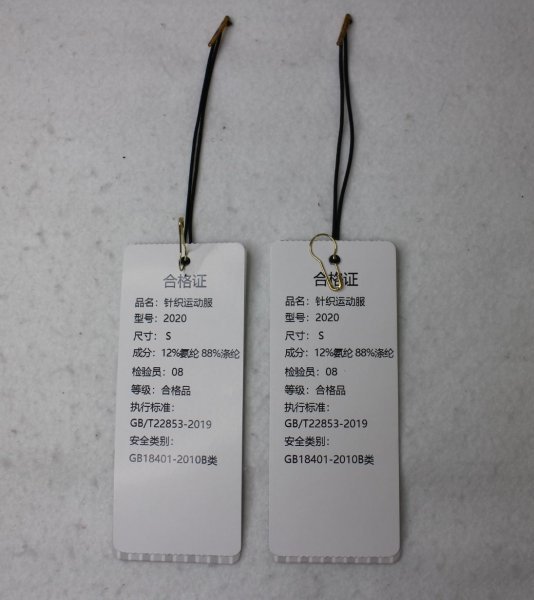 合格证
品名：针织运动服
型号：2020
尺寸： S
成分：12%氨纶 88%涤纶
检验员：08
等级：合格品
执行标准：
GB/T22853-2019
安全类别：
GB18401-2010B类
合格证
品名：针织运动服
型号：2020
尺寸： S
成分：12%氨纶 88%涤纶
检验员：08
等级：合格品
执行标准：
GB/T22853-2019
安全类别：
GB18401-2010B类